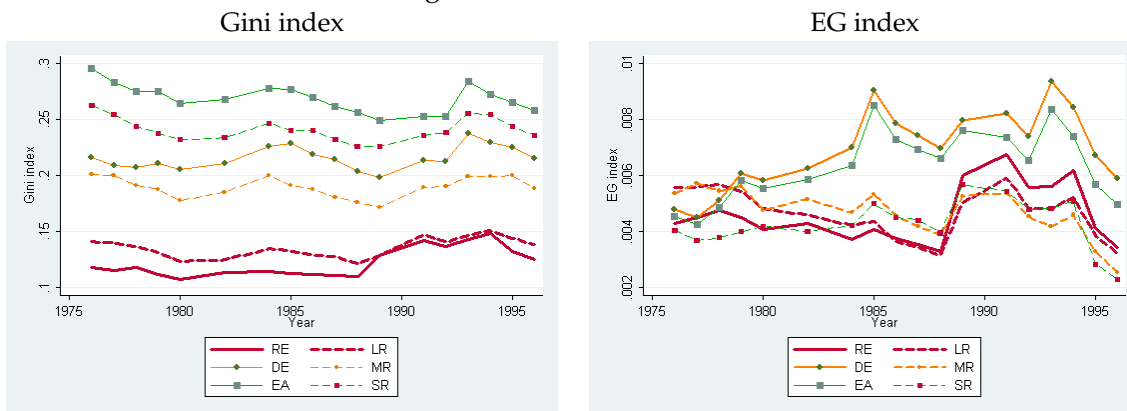 Gini index
EG index
.3
.25
.2
.15
.1
Gini index
1975 1980 1985 1990 1995
Year
RE LR
DE MR
EA SR
.01
.008
.006
.004
.002
EG index
1975 1980 1985 1990 1995
Year
RE LR
DE MR
EA SR